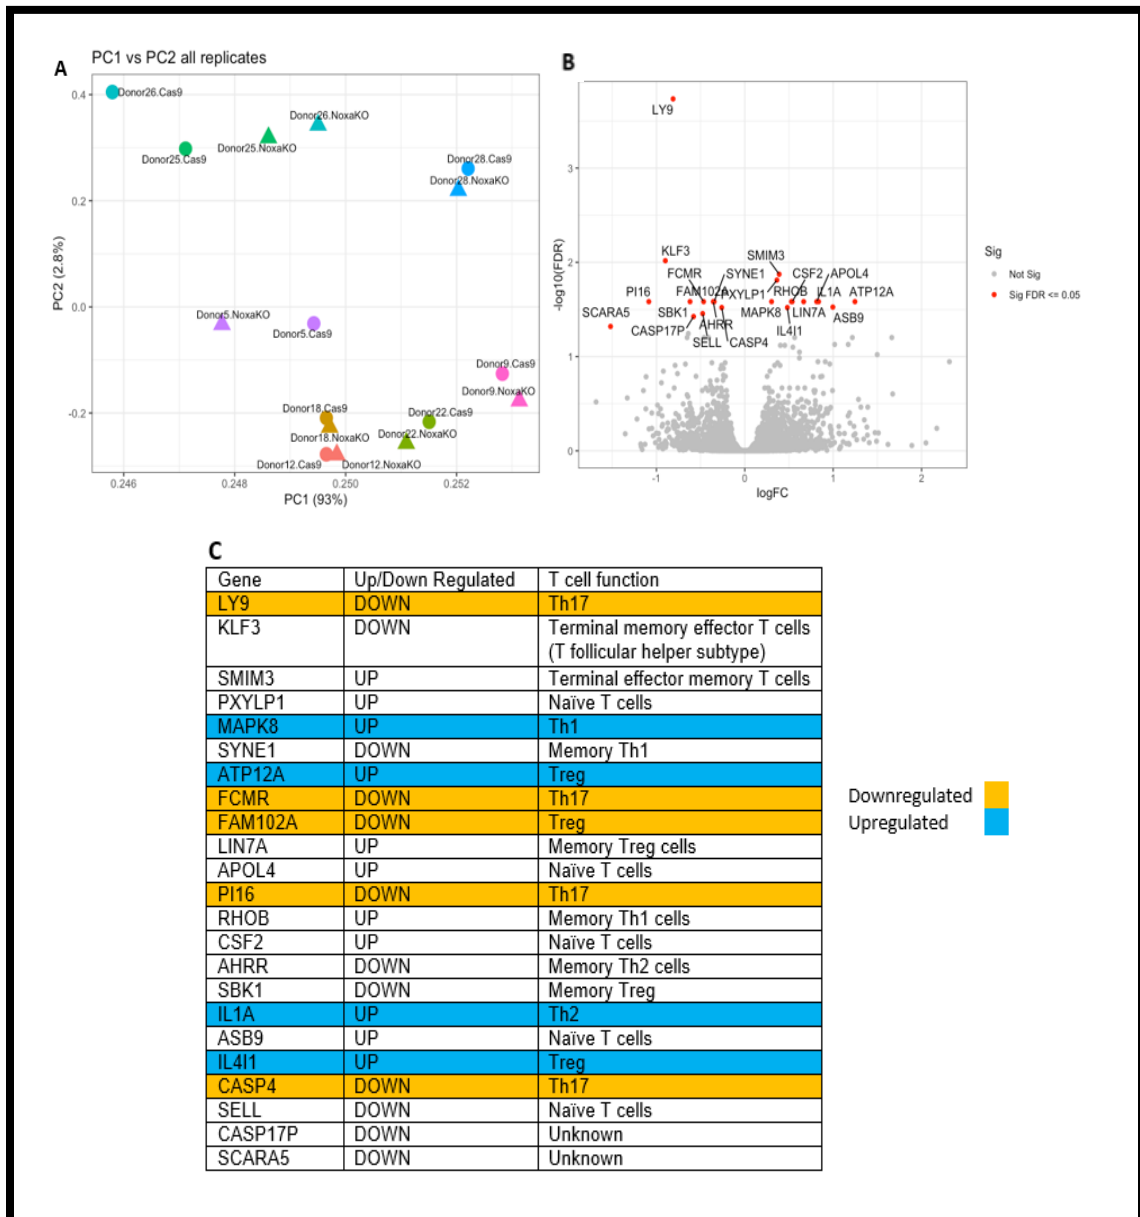 A
PC1 vs PC2 all replicates
PC2 (2.8%)
0.4
0.2
0.0
-0.2
Donor26.Cas9
Donor26.NoxaKO
Donor25.Cas9
Donor25.NoxaKO
Donor28.Cas9
Donor28.NoxaKO
Donor5.NoxaKO
Donor5.Cas9
Donor9.Cas9
Donor9.NoxaKO
Donor18.Cas9
Donor22.Cas9
Donor18.NoxaKO
Donor22.NoxaKO
Donor12.Cas9
Donor12.NoxaKO
0.246
0.248
0.250
0.252
PC1 (93%)
B
-log10(FDR)
3
2
1
0
LY9
KLF3
SMIM3
FCMR
SYNE1
CSF2
APOL4
PI16
FAM102A
PXYLP1
RHOB
IL1A
ATP12A
SCARA5
SBK1
MAPK8
LIN7A
ASB9
CASP17P
AHRR
IL4I1
SELL
CASP4
-1
0
1
2
logFC
Sig
Not Sig
Sig FDR <= 0.05
C
Gene Up/Down Regulated T cell function
LY9 DOWN Th17
KLF3 DOWN Terminal memory effector T cells
(T follicular helper subtype)
SMIM3 UP Terminal effector memory T cells
PXYLP1 UP Naïve T cells
MAPK8 UP Th1
SYNE1 DOWN Memory Th1
ATP12A UP Treg
FCMR DOWN Th17
FAM102A DOWN Treg
LIN7A UP Memory Treg cells
APOL4 UP Naïve T cells
PI16 DOWN Th17
RHOB UP Memory Th1 cells
CSF2 UP Naïve T cells
AHRR DOWN Memory Th2 cells
SBK1 DOWN Memory Treg
IL1A UP Th2
ASB9 UP Naïve T cells
IL4I1 UP Treg
CASP4 DOWN Th17
SELL DOWN Naïve T cells
CASP17P DOWN Unknown
SCARA5 DOWN Unknown
Downregulated
Upregulated